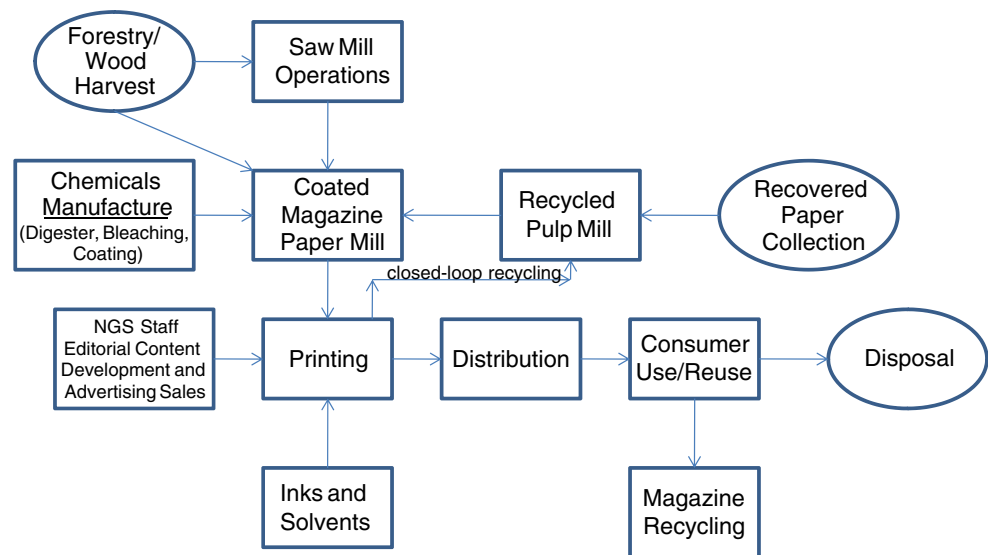 Forestry/
Wood
Harvest
Saw Mill
Operations
Chemicals
Manufacture
(Digester, Bleaching,
Coating)
Coated
Magazine
Paper Mill
Recycled
Pulp Mill
Recovered
Paper
Collection
closed-loop recycling
NGS Staff
Editorial Content
Development and
Advertising Sales
Printing
Distribution
Consumer
Use/Reuse
Disposal
Inks and
Solvents
Magazine
Recycling